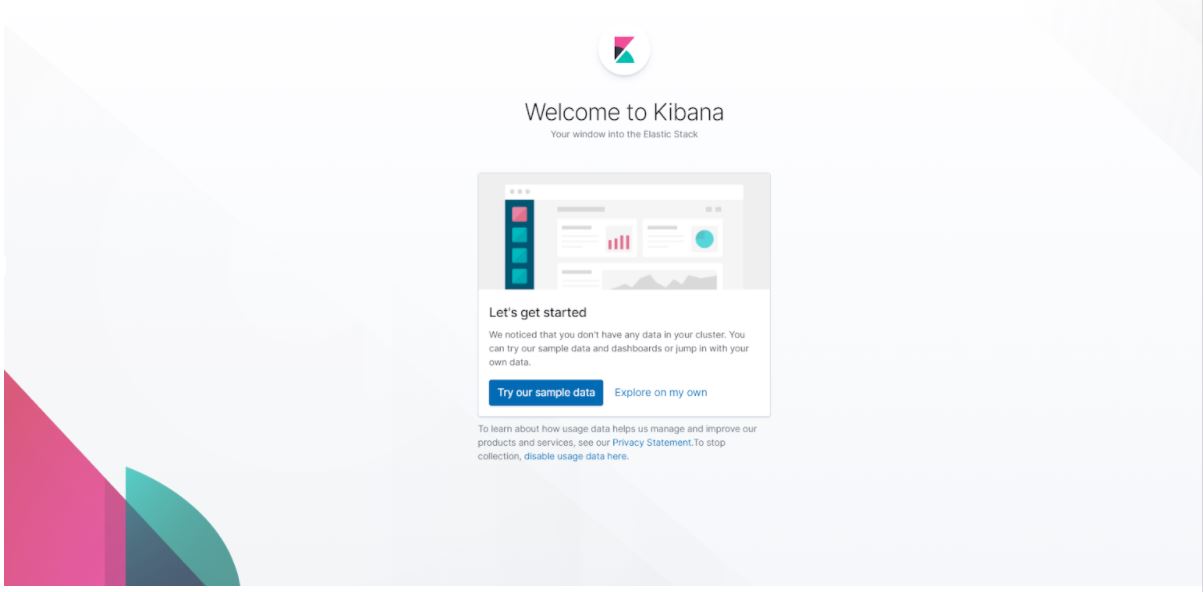 Welcome to Kibana
Your window into the Elastic Stack
Let's get started
We noticed that you don't have any data in your cluster. You
can try our sample data and dashboards or jump in with your
own data.
Try our sample data Explore on my own
To learn about how usage data helps us manage and improve our
products and services, see our Privacy Statement.To stop
collection, disable usage data here.